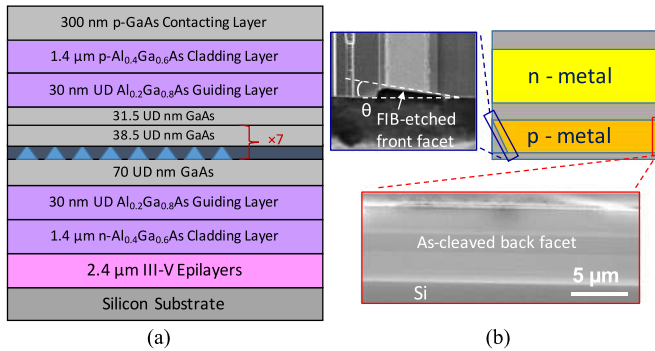 300 nm p-GaAs Contacting Layer
1.4 μm p-Al₀.₄Ga₀.₆As Cladding Layer
30 nm UD Al₀.₂Ga₀.₈As Guiding Layer
31.5 UD nm GaAs
38.5 UD nm GaAs
×7
70 UD nm GaAs
30 nm UD Al₀.₂Ga₀.₈As Guiding Layer
1.4 μm n-Al₀.₄Ga₀.₆As Cladding Layer
2.4 μm III-V Epilayers
Silicon Substrate
(a)
θ
FIB-etched
front facet
n - metal
p - metal
As-cleaved back facet
5 μm
Si
(b)